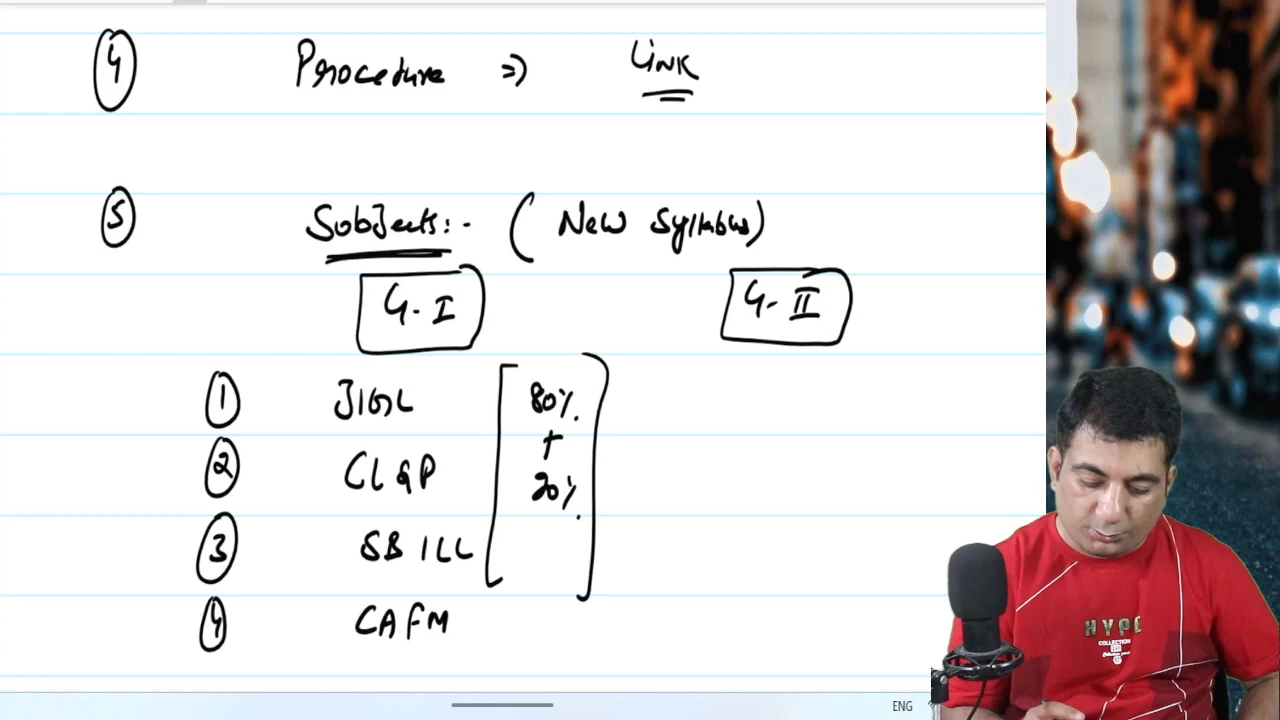 4 Procedure => LINK
5 Subjects:- (New Syllabus)
G-I G-II
1 JIGL 80%
+
2 CL&P 20%
3 SBILL
4 CAFM
HYPE
COLLECTION
ENG